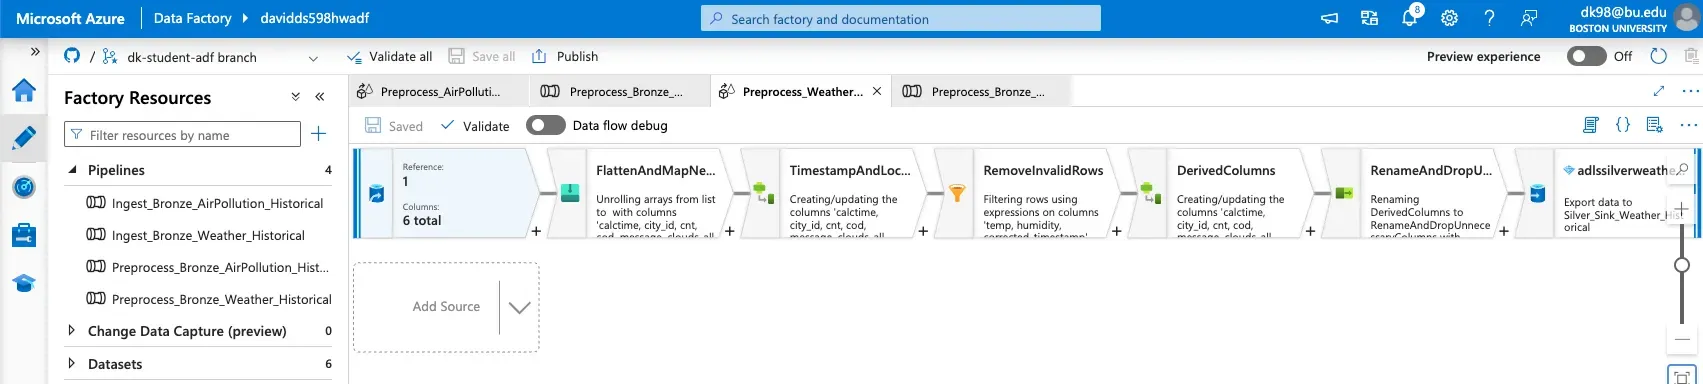 Microsoft Azure
Data Factory
davidds598hwadf
Search factory and documentation
8
dk98@bu.edu
BOSTON UNIVERSITY
/
dk-student-adf branch
Validate all
Save all
Publish
Preview experience
Off
Factory Resources
Filter resources by name
Pipelines
4
Ingest_Bronze_AirPollution_Historical
Ingest_Bronze_Weather_Historical
Preprocess_Bronze_AirPollution_Hist...
Preprocess_Bronze_Weather_Historical
Change Data Capture (preview)
0
Datasets
6
Preprocess_AirPolluti...
Preprocess_Bronze_...
Preprocess_Weather...
Preprocess_Bronze_...
Saved
Validate
Data flow debug
Reference:
1
Columns:
6 total
FlattenAndMapNe...
Unrolling arrays from list
to with columns
'calctime, city_id, cnt,
cod, message, clouds_all
TimestampAndLoc...
Creating/updating the
columns 'calctime,
city_id, cnt, cod,
message, clouds_all
RemoveInvalidRows
Filtering rows using
expressions on columns
'temp, humidity,
corrected_timestamp'
DerivedColumns
Creating/updating the
columns 'calctime,
city_id, cnt, cod,
message, clouds_all
RenameAndDropU...
Renaming
DerivedColumns to
RenameAndDropUnnece
ssaryColumns with
adlssilverweathe...
Export data to
Silver_Sink_Weather_Hist
orical
Add Source